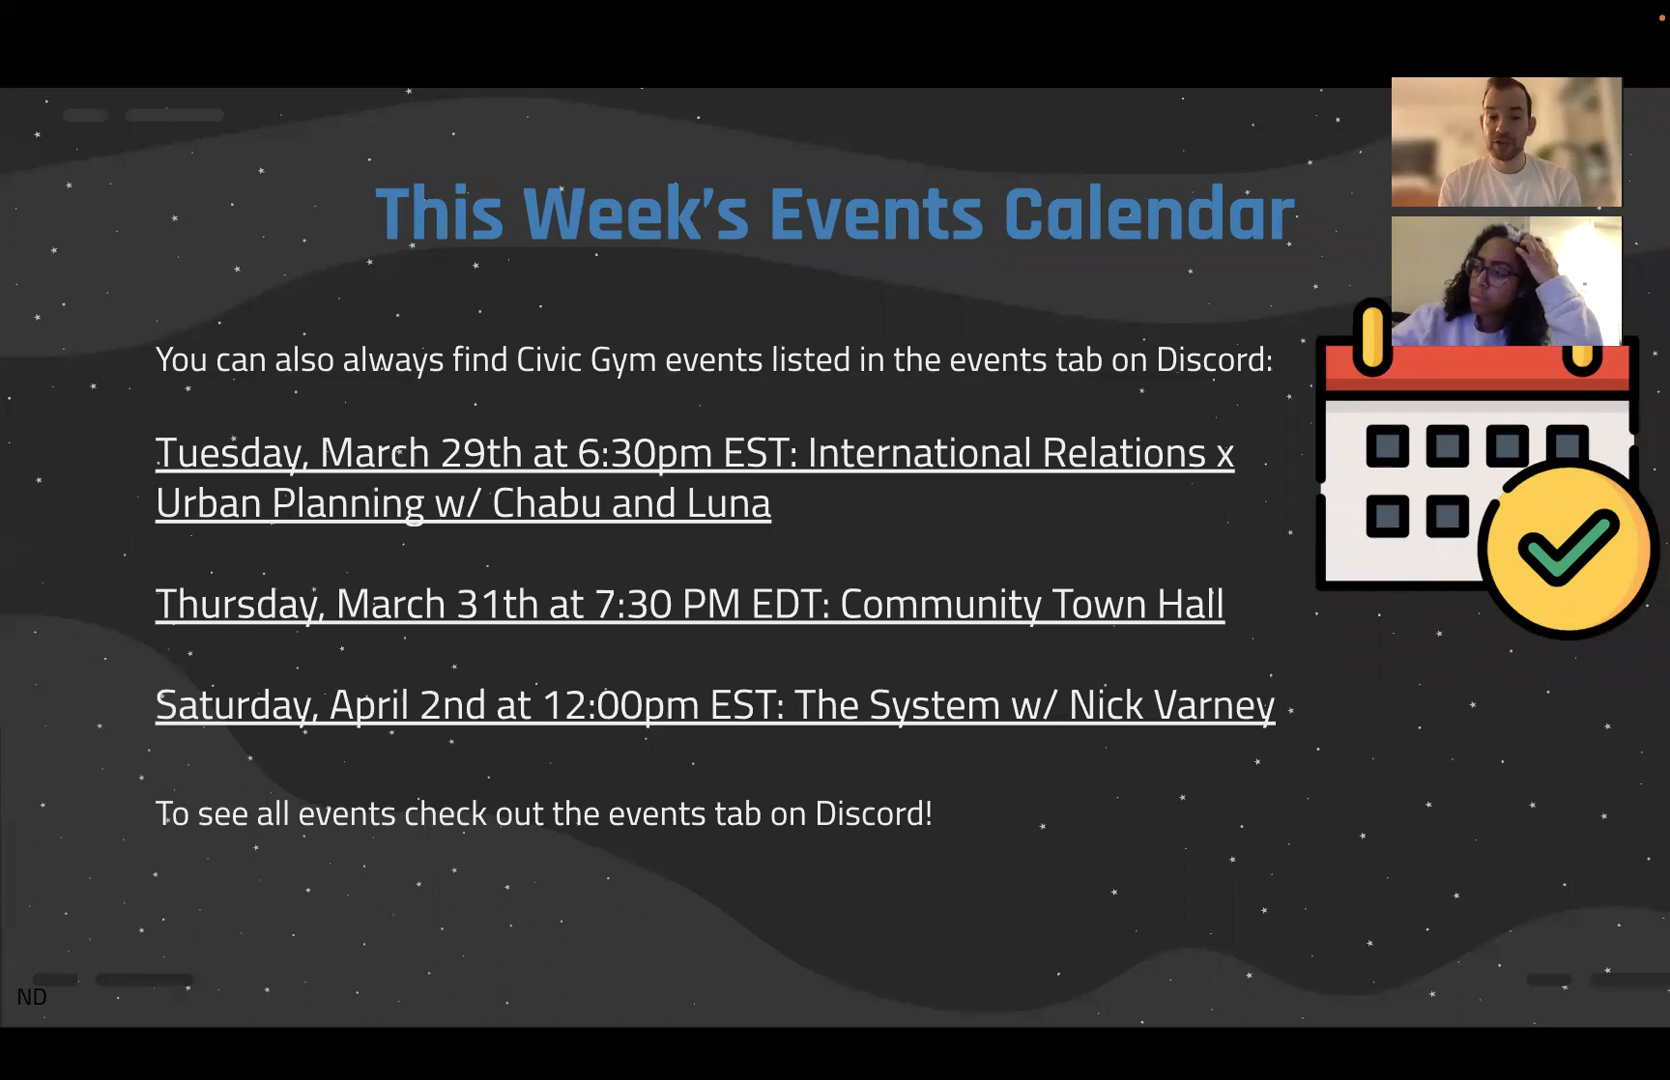 This Week’s Events Calendar
You can also always find Civic Gym events listed in the events tab on Discord:
Tuesday, March 29th at 6:30pm EST: International Relations x
Urban Planning w/ Chabu and Luna
Thursday, March 31th at 7:30 PM EDT: Community Town Hall
Saturday, April 2nd at 12:00pm EST: The System w/ Nick Varney
To see all events check out the events tab on Discord!
ND